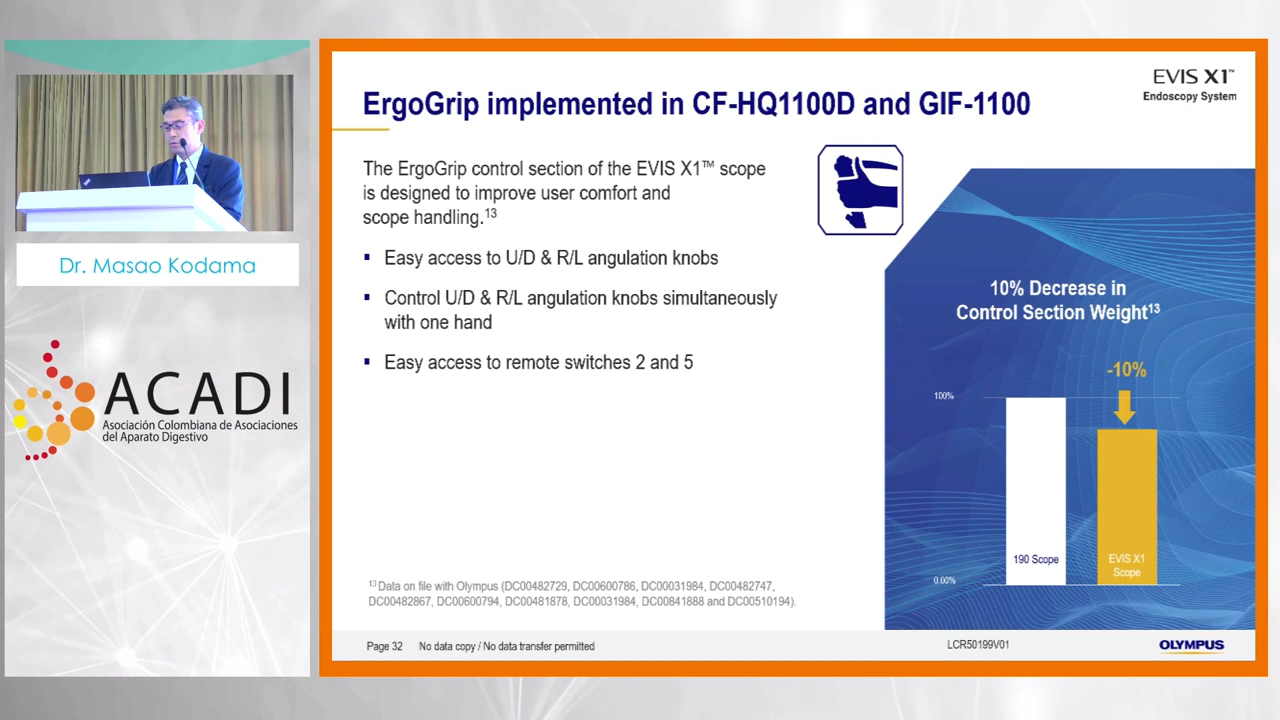 Dr. Masao Kodama
ACADI
Asociación Colombiana de Asociaciones
del Aparato Digestivo
EVIS X1™
Endoscopy System
ErgoGrip implemented in CF-HQ1100D and GIF-1100
The ErgoGrip control section of the EVIS X1™ scope
is designed to improve user comfort and
scope handling.13
▪ Easy access to U/D & R/L angulation knobs
▪ Control U/D & R/L angulation knobs simultaneously
with one hand
▪ Easy access to remote switches 2 and 5
10% Decrease in
Control Section Weight13
-10%
100%
0.00%
190 Scope
EVIS X1
Scope
13 Data on file with Olympus (DC00482729, DC00600786, DC00031984, DC00482747,
DC00482867, DC00600794, DC00481878, DC00031984, DC00841888 and DC00510194).
Page 32 No data copy / No data transfer permitted
LCR50199V01
OLYMPUS